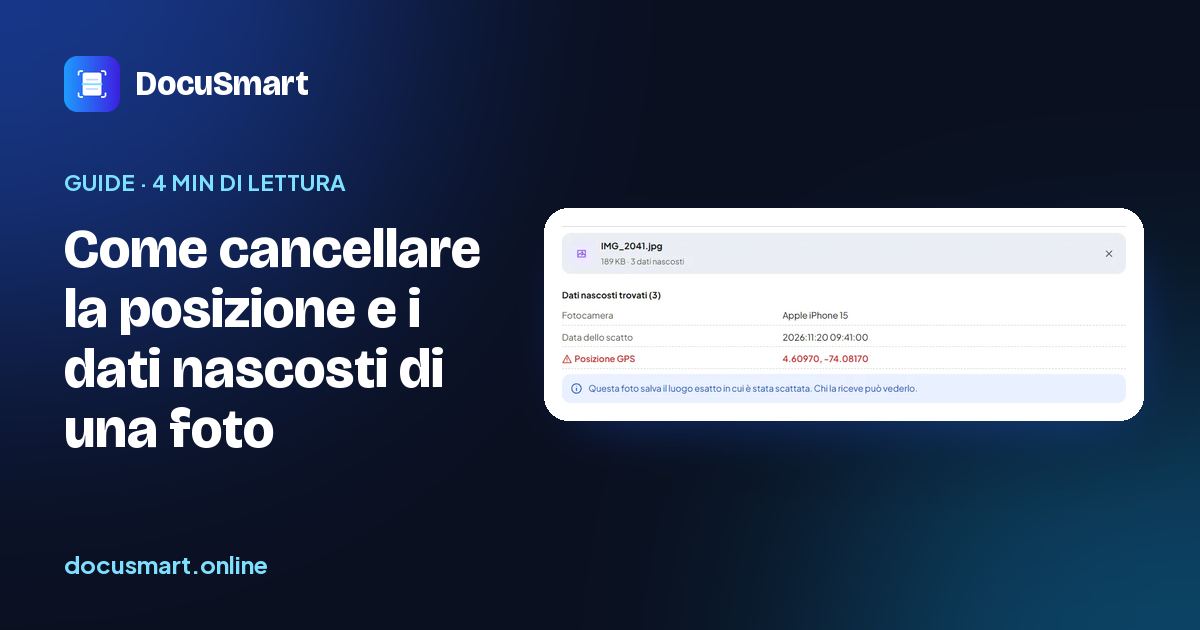 DocuSmart
GUIDE · 4 MIN DI LETTURA
Come cancellare
la posizione e i
dati nascosti di
una foto
docusmart.online
IMG_2041.jpg
189 KB · 3 dati nascosti
Dati nascosti trovati (3)
Fotocamera Apple iPhone 15
Data dello scatto 2026:11:20 09:41:00
Posizione GPS 4.60970, -74.08170
Questa foto salva il luogo esatto in cui è stata scattata. Chi la riceve può vederlo.